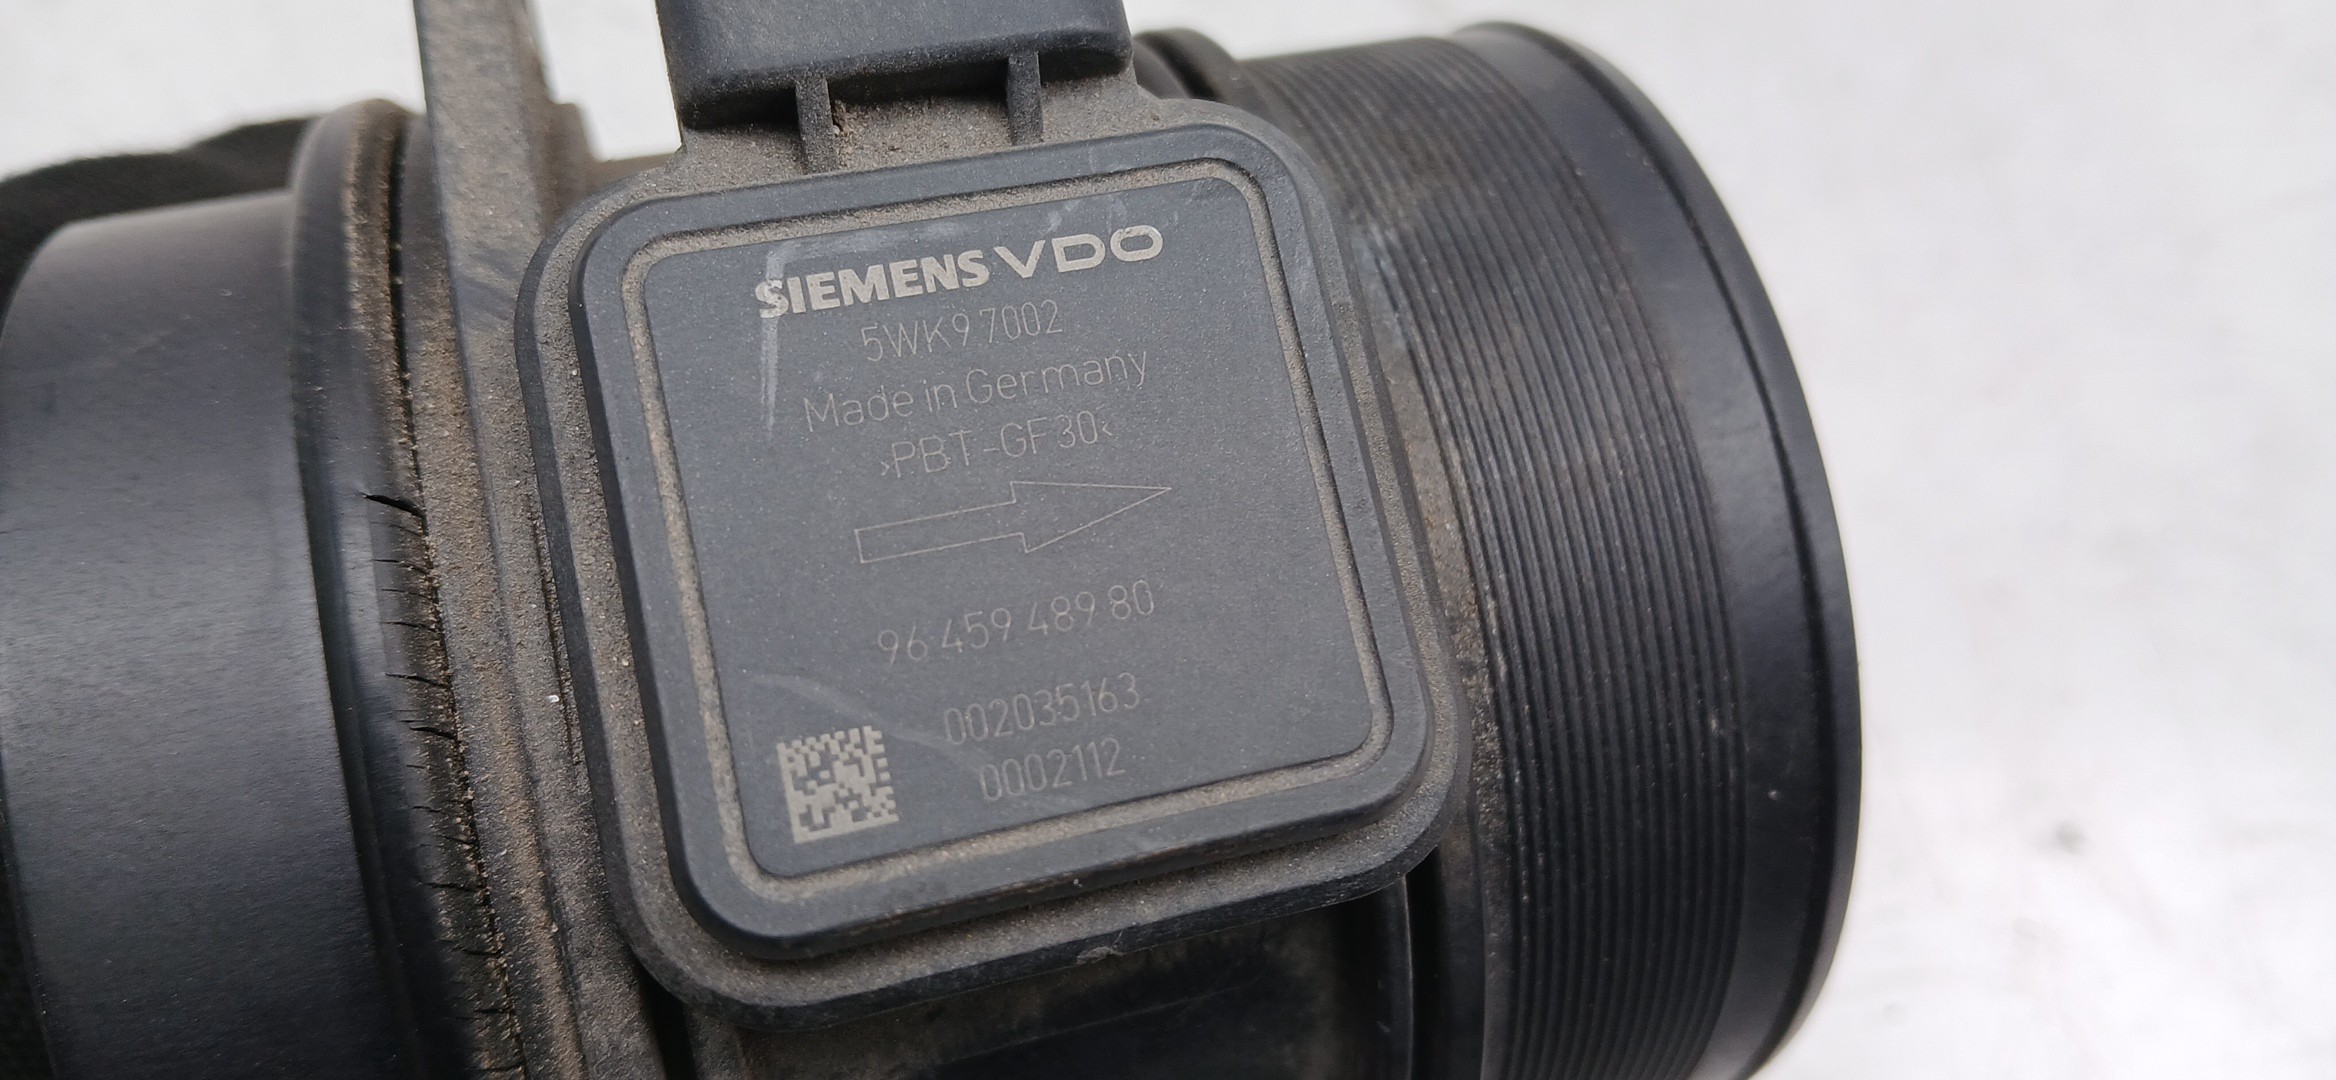 SIEMENS VDO
5WK9 7002
Made in Germany
›PBT-GF30‹
96 459 489 80
002035163
0002112